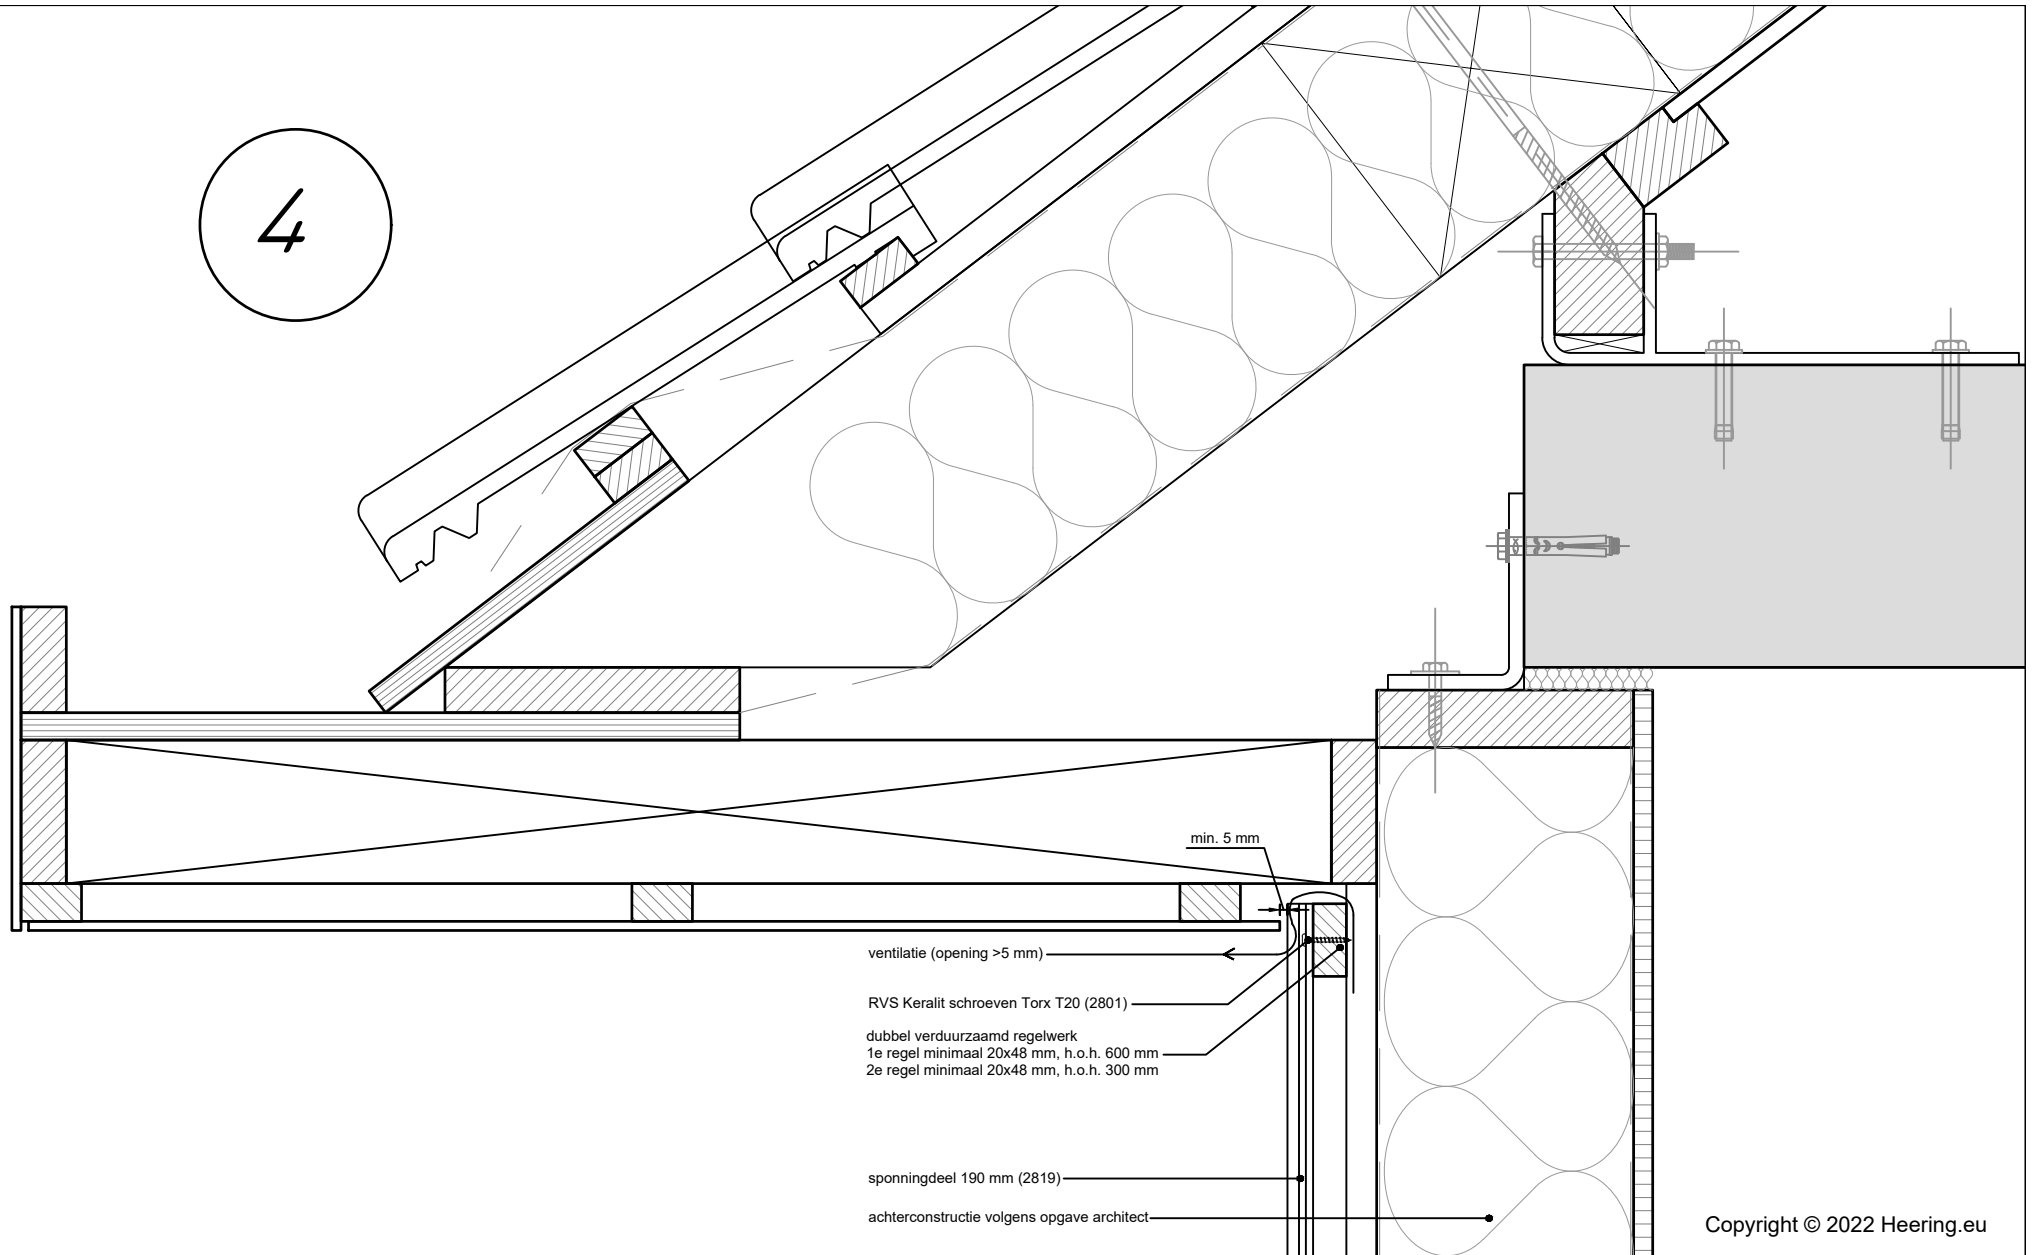 4
min. 5 mm
ventilatie (opening >5 mm)
RVS Keralit schroeven Torx T20 (2801)
dubbel verduurzaamd regelwerk
1e regel minimaal 20x48 mm, h.o.h. 600 mm
2e regel minimaal 20x48 mm, h.o.h. 300 mm
sponningdeel 190 mm (2819)
achterconstructie volgens opgave architect
Copyright © 2022 Heering.eu